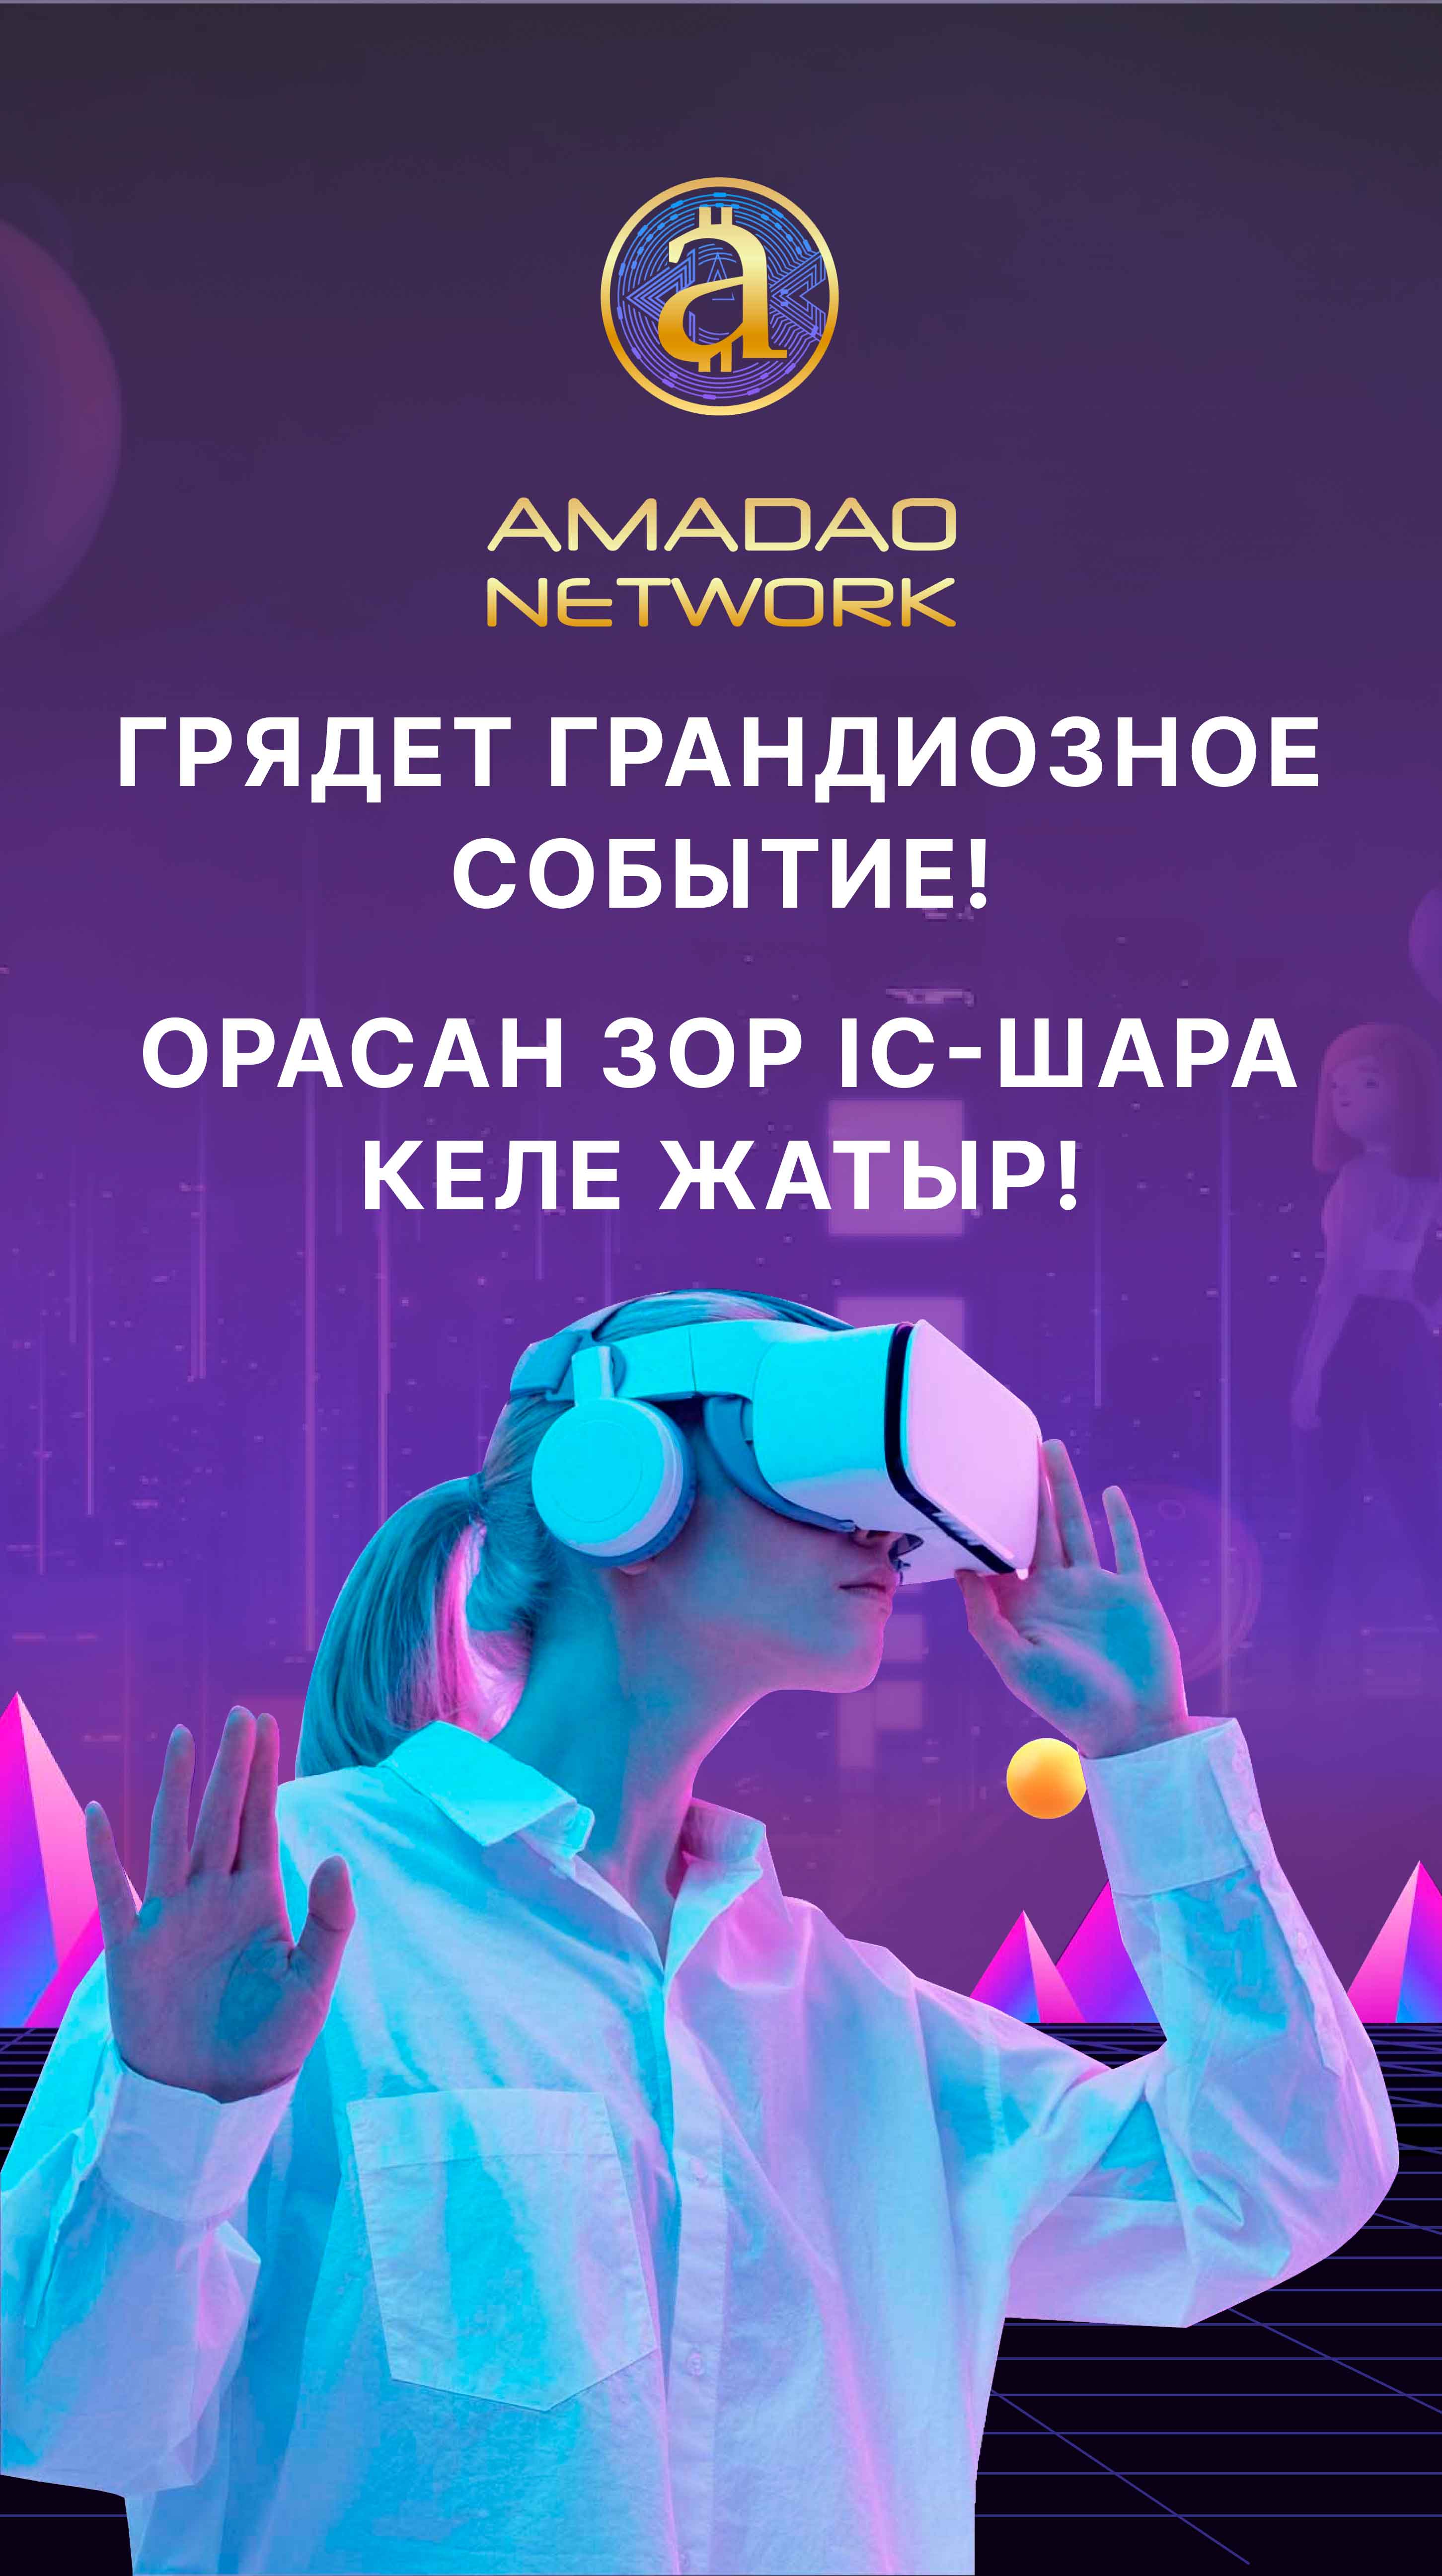 a
AMADAO
NETWORK
ГРЯДЕТ ГРАНДИОЗНОЕ
СОБЫТИЕ!
ОРАСАН ЗОР ІС-ШАРА
КЕЛЕ ЖАТЫР!